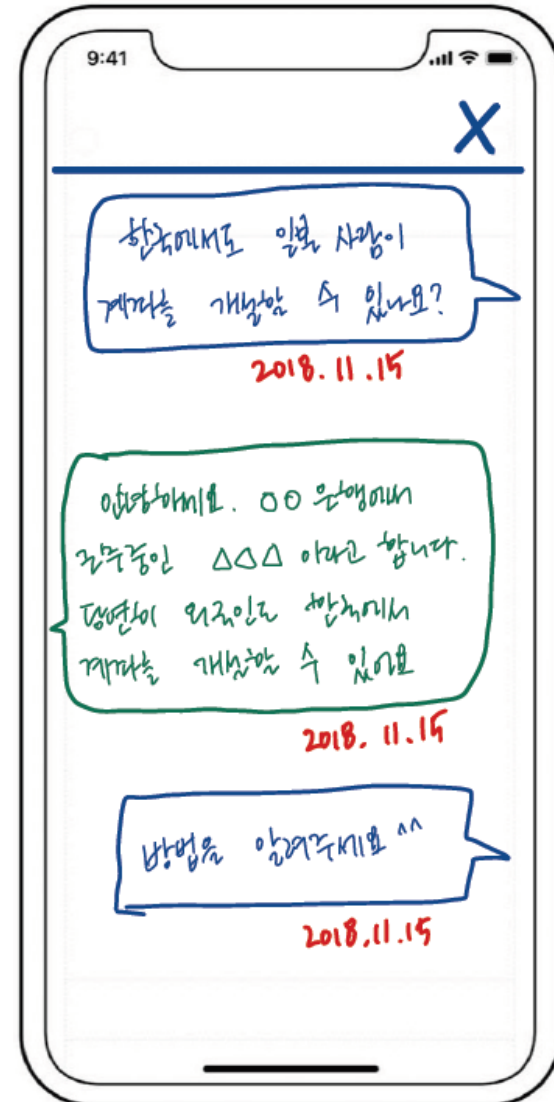 9:41
X
한국에서도 일본 사람이
계좌를 개설할 수 있나요?
2018.11.15
안녕하세요. OO 은행에서
근무중인 △△△ 이라고 합니다.
당연히 외국인도 한국에서
계좌를 개설할 수 있어요
2018.11.15
방법을 알려주세요 ^^
2018.11.15